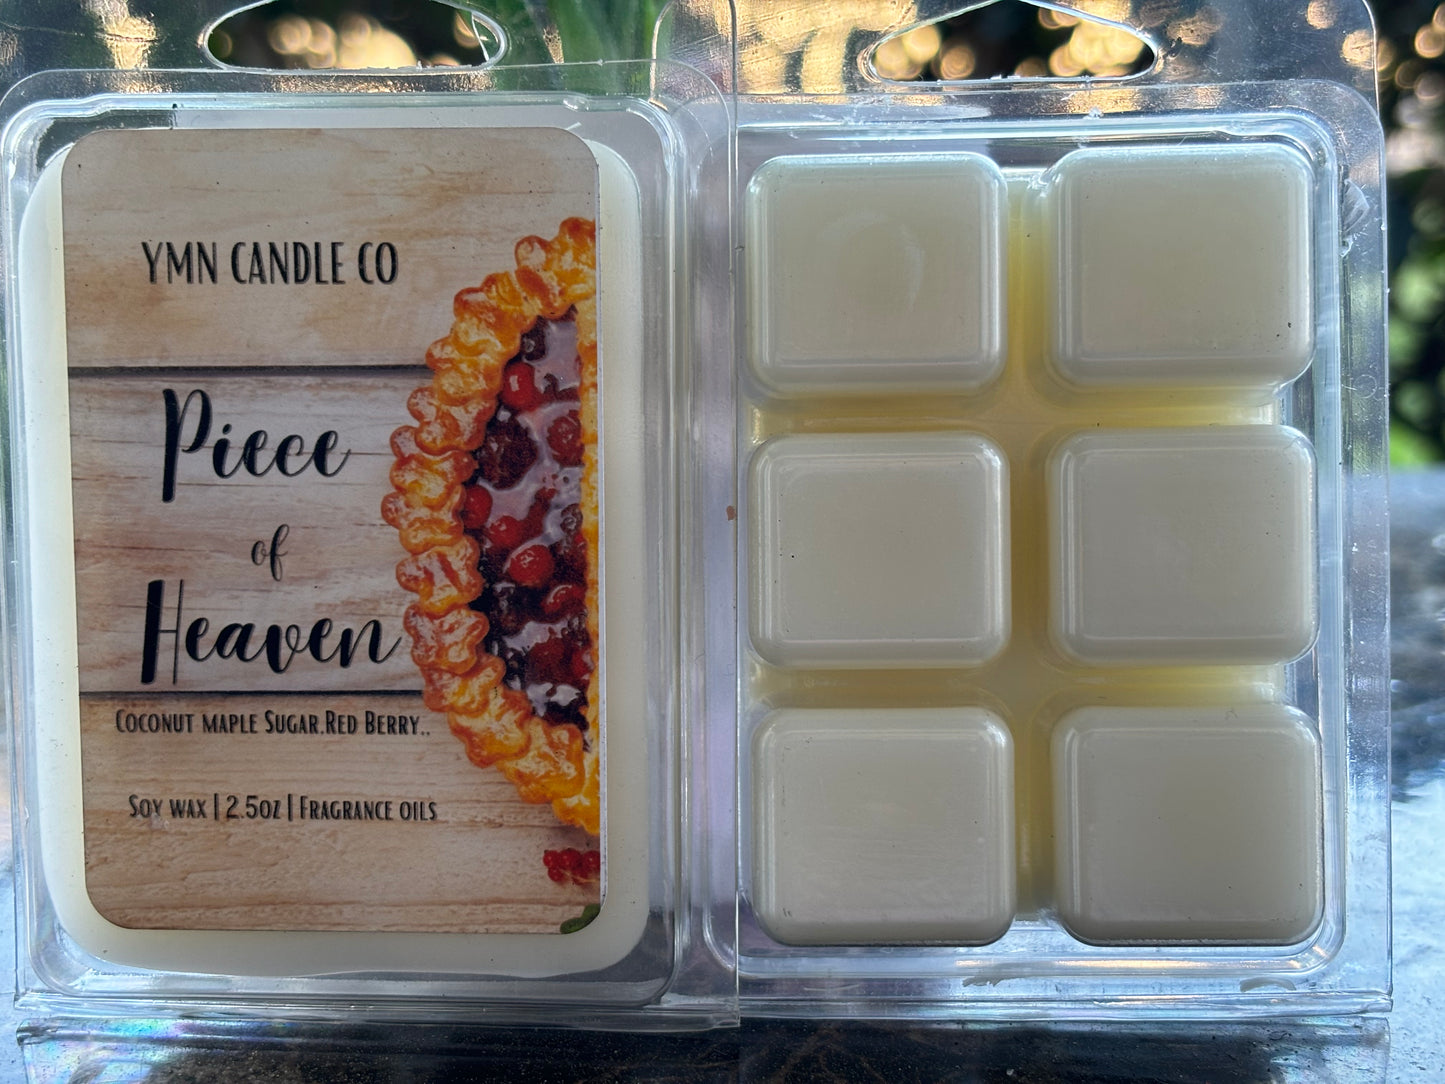 YMN CANDLE CO
Piece
of
Heaven
COCONUT MAPLE SUGAR.RED BERRY..
SOY WAX | 2.5OZ | FRAGRANCE OILS